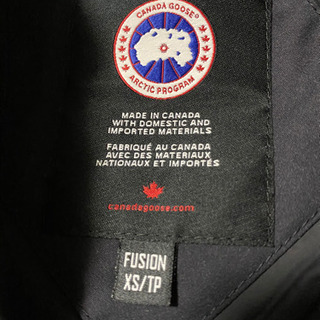 CANADA GOOSE®
ARCTIC PROGRAM
MADE IN CANADA
WITH DOMESTIC AND
IMPORTED MATERIALS
FABRIQUÉ AU CANADA
AVEC DES MATERIAUX
NATIONAUX ET IMPORTÉS
canadagoose.com
FUSION
XS/TP